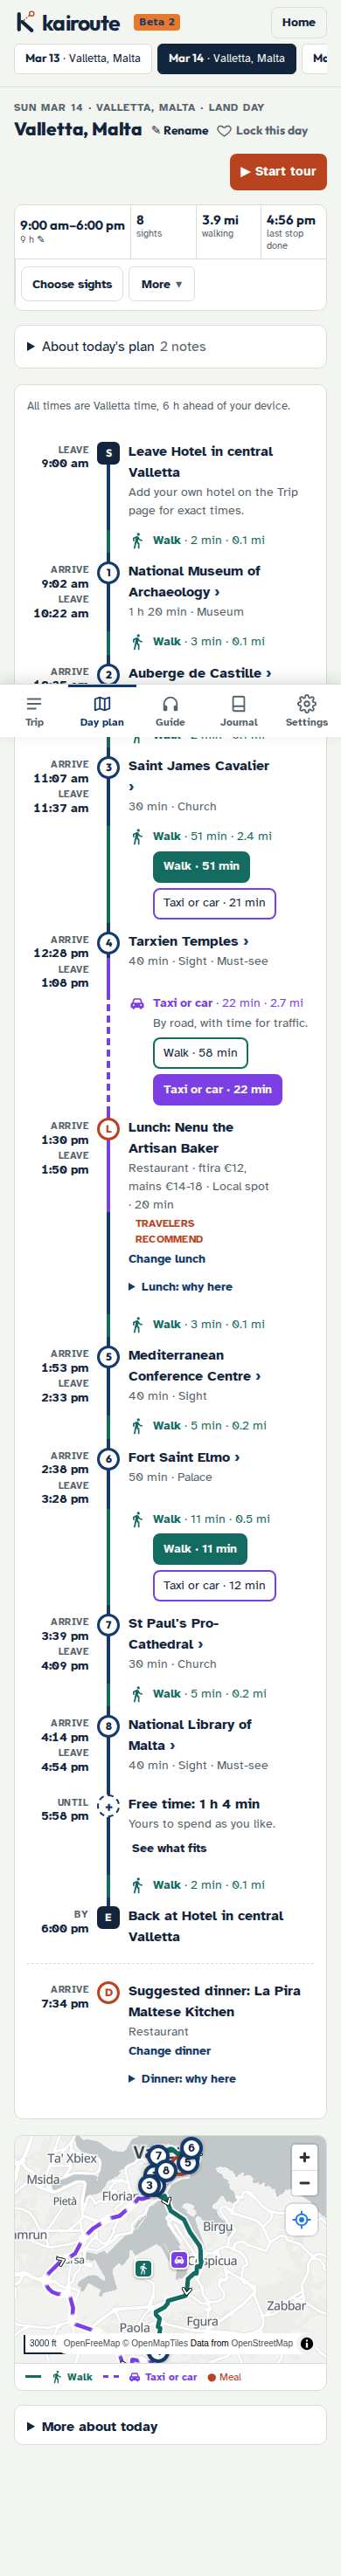 kairoute
Beta 2
Home
Mar 13 · Valletta, Malta
Mar 14 · Valletta, Malta
SUN MAR 14 · VALLETTA, MALTA · LAND DAY
Valletta, Malta
✎ Rename
Lock this day
▶ Start tour
9:00 am–6:00 pm
9 h ✎
8
sights
3.9 mi
walking
4:56 pm
last stop
done
Choose sights
More ▾
About today's plan 2 notes
All times are Valletta time, 6 h ahead of your device.
LEAVE
9:00 am
S
Leave Hotel in central
Valletta
Add your own hotel on the Trip
page for exact times.
Walk · 2 min · 0.1 mi
ARRIVE
9:02 am
LEAVE
10:22 am
1
National Museum of
Archaeology ›
1 h 20 min · Museum
Walk · 3 min · 0.1 mi
ARRIVE
2
Auberge de Castille ›
Trip
Day plan
Guide
Journal
Settings
ARRIVE
11:07 am
LEAVE
11:37 am
3
Saint James Cavalier
›
30 min · Church
Walk · 51 min · 2.4 mi
Walk · 51 min
Taxi or car · 21 min
ARRIVE
12:28 pm
LEAVE
1:08 pm
4
Tarxien Temples ›
40 min · Sight · Must-see
Taxi or car · 22 min · 2.7 mi
By road, with time for traffic.
Walk · 58 min
Taxi or car · 22 min
ARRIVE
1:30 pm
LEAVE
1:50 pm
L
Lunch: Nenu the
Artisan Baker
Restaurant · ftira €12,
mains €14-18 · Local spot
· 20 min
TRAVELERS
RECOMMEND
Change lunch
Lunch: why here
Walk · 3 min · 0.1 mi
ARRIVE
1:53 pm
LEAVE
2:33 pm
5
Mediterranean
Conference Centre ›
40 min · Sight
Walk · 5 min · 0.2 mi
ARRIVE
2:38 pm
LEAVE
3:28 pm
6
Fort Saint Elmo ›
50 min · Palace
Walk · 11 min · 0.5 mi
Walk · 11 min
Taxi or car · 12 min
ARRIVE
3:39 pm
LEAVE
4:09 pm
7
St Paul's Pro-
Cathedral ›
30 min · Church
Walk · 5 min · 0.2 mi
ARRIVE
4:14 pm
LEAVE
4:54 pm
8
National Library of
Malta ›
40 min · Sight · Must-see
UNTIL
5:58 pm
+
Free time: 1 h 4 min
Yours to spend as you like.
See what fits
Walk · 2 min · 0.1 mi
BY
6:00 pm
E
Back at Hotel in central
Valletta
ARRIVE
7:34 pm
D
Suggested dinner: La Pira
Maltese Kitchen
Restaurant
Change dinner
Dinner: why here
Ta' Xbiex
Msida
Pietà
Birgu
Zabbar
Paola
Fgura
7
6
8
5
3
+
−
3000 ft
OpenFreeMap © OpenMapTiles Data from OpenStreetMap
Walk
Taxi or car
Meal
More about today